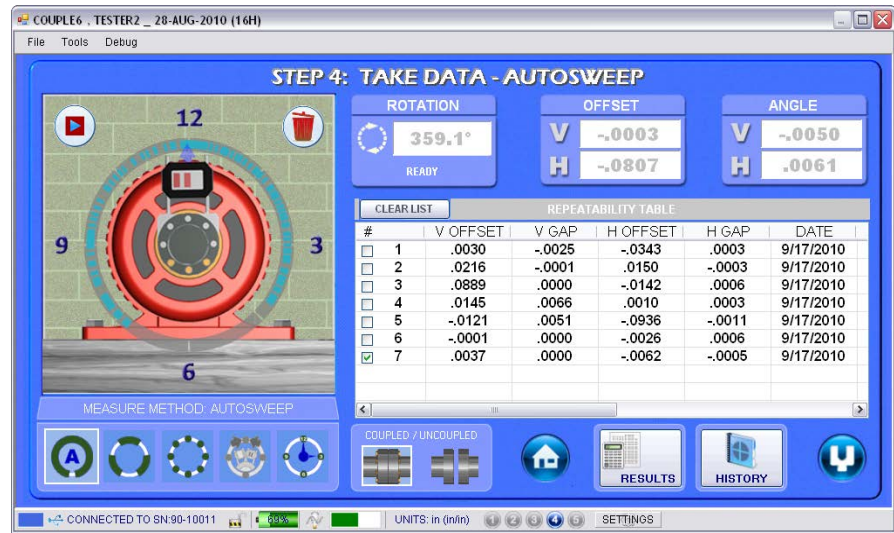 COUPLE6 , TESTER2 _ 28-AUG-2010 (16H)
File Tools Debug
STEP 4: TAKE DATA - AUTOSWEEP
12
9
3
6
ROTATION
359.1°
READY
OFFSET
V -.0003
H -.0807
ANGLE
V -.0050
H .0061
CLEAR LIST REPEATABILITY TABLE
# V OFFSET V GAP H OFFSET H GAP DATE
1 .0030 -.0025 -.0343 .0003 9/17/2010
2 .0216 -.0001 .0150 -.0003 9/17/2010
3 .0889 .0000 -.0142 .0006 9/17/2010
4 .0145 .0066 .0010 .0003 9/17/2010
5 -.0121 .0051 -.0936 -.0011 9/17/2010
6 -.0001 .0000 -.0026 .0006 9/17/2010
7 .0037 .0000 -.0062 -.0005 9/17/2010
MEASURE METHOD: AUTOSWEEP
A
COUPLED / UNCOUPLED
RESULTS
HISTORY
CONNECTED TO SN:90-10011 69% UNITS: in (in/in) 1 2 3 4 5 SETTINGS